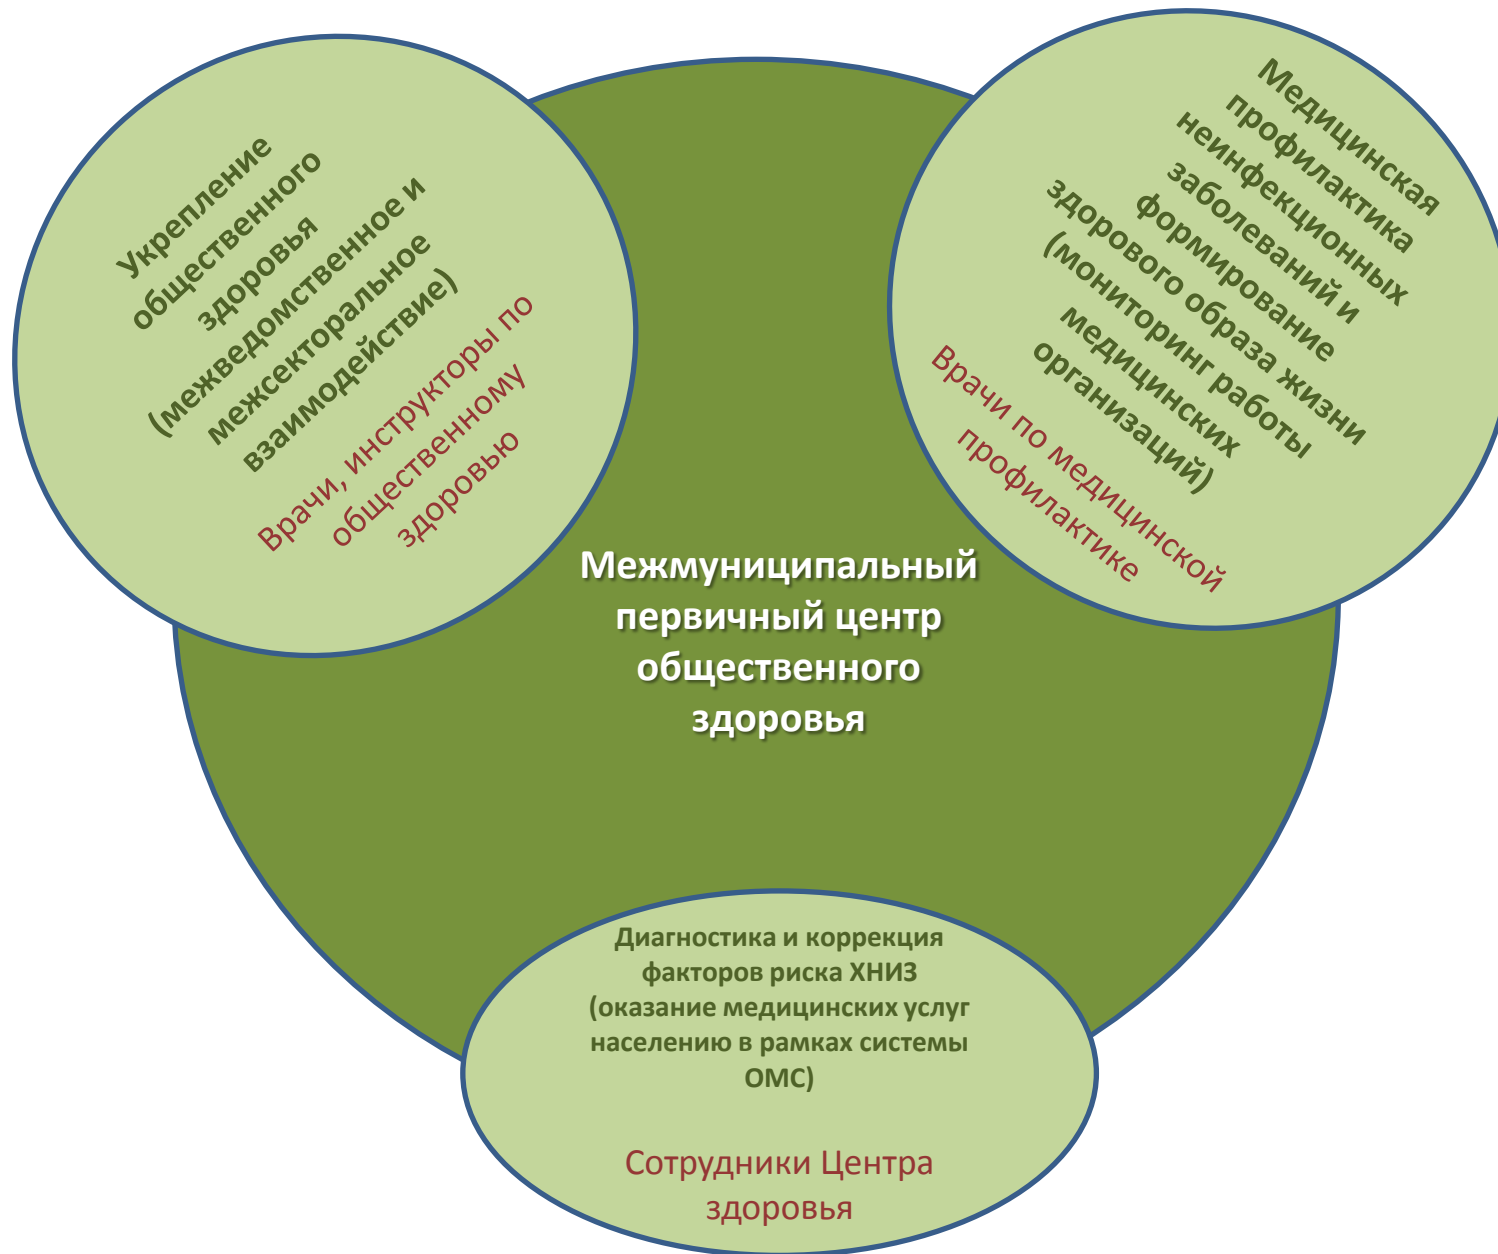 Укрепление
общественного
здоровья
(межведомственное и
межсекторальное
взаимодействие)
Врачи, инструкторы по
общественному
здоровью
Медицинская
профилактика
неинфекционных
заболеваний и
формирование
здорового образа жизни
(мониторинг работы
медицинских
организаций)
Врачи по медицинской
профилактике
Межмуниципальный
первичный центр
общественного
здоровья
Диагностика и коррекция
факторов риска ХНИЗ
(оказание медицинских услуг
населению в рамках системы
ОМС)
Сотрудники Центра
здоровья